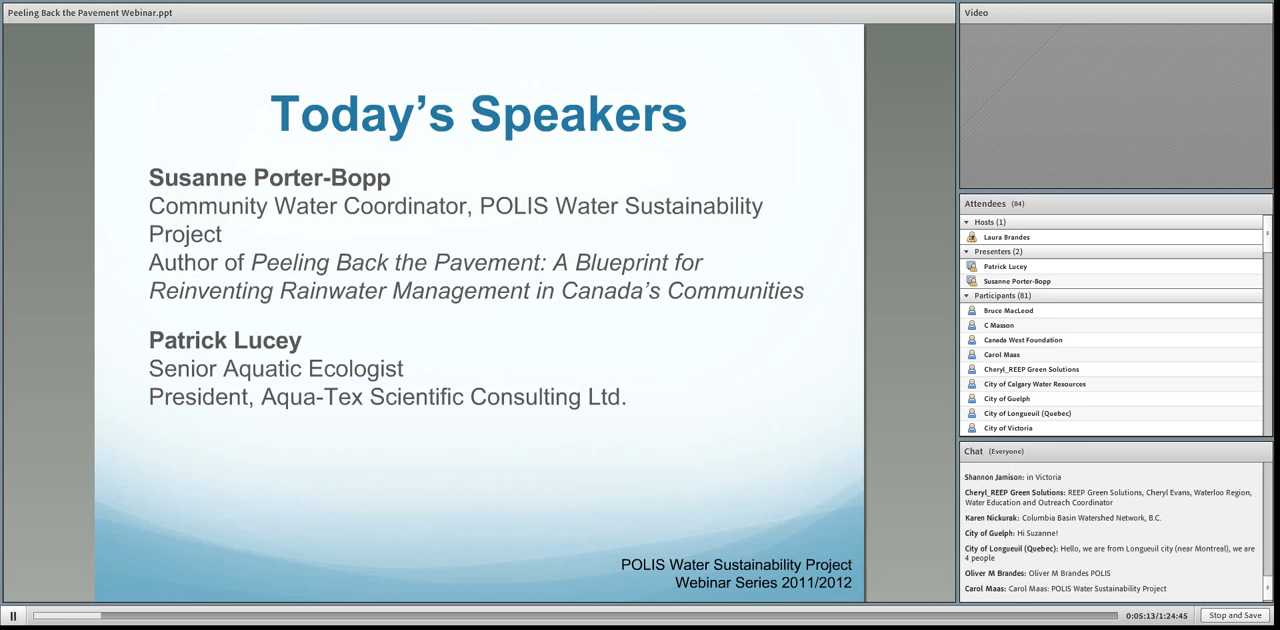 Peeling Back the Pavement Webinar.ppt
Today's Speakers
Susanne Porter-Bopp
Community Water Coordinator, POLIS Water Sustainability
Project
Author of Peeling Back the Pavement: A Blueprint for
Reinventing Rainwater Management in Canada's Communities
Patrick Lucey
Senior Aquatic Ecologist
President, Aqua-Tex Scientific Consulting Ltd.
POLIS Water Sustainability Project
Webinar Series 2011/2012
Video
Attendees (84)
Hosts (1)
Laura Brandes
Presenters (2)
Patrick Lucey
Susanne Porter-Bopp
Participants (81)
Bruce MacLeod
C Masson
Canada West Foundation
Carol Maas
Cheryl_REEP Green Solutions
City of Calgary Water Resources
City of Guelph
City of Longueuil (Quebec)
City of Victoria
Chat (Everyone)
Shannon Jamison: in Victoria
Cheryl_REEP Green Solutions: REEP Green Solutions, Cheryl Evans, Waterloo Region,
Water Education and Outreach Coordinator
Karen Nickurak: Columbia Basin Watershed Network, B.C.
City of Guelph: Hi Suzanne!
City of Longueuil (Quebec): Hello, we are from Longueuil city (near Montreal), we are
4 people
Oliver M Brandes: Oliver M Brandes POLIS
Carol Maas: Carol Maas: POLIS Water Sustainability Project
0:05:13/1:24:45
Stop and Save